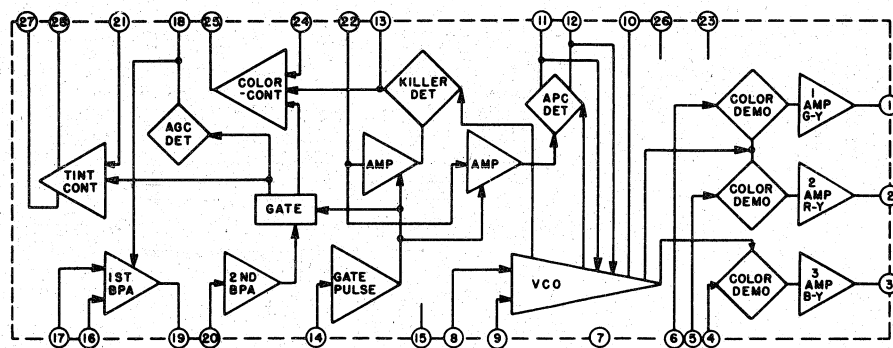 27 28 21 18 25 24 22 13 11 12 10 26 23
COLOR
-CONT
KILLER
DET
APC
DET
COLOR
DEMO
1
AMP
G-Y
1
AGC
DET
TINT
CONT
AMP
AMP
GATE
COLOR
DEMO
2
AMP
R-Y
2
1ST
BPA
2ND
BPA
GATE
PULSE
VCO
COLOR
DEMO
3
AMP
B-Y
3
17 16 19 20 14 15 8 9 7 6 5 4